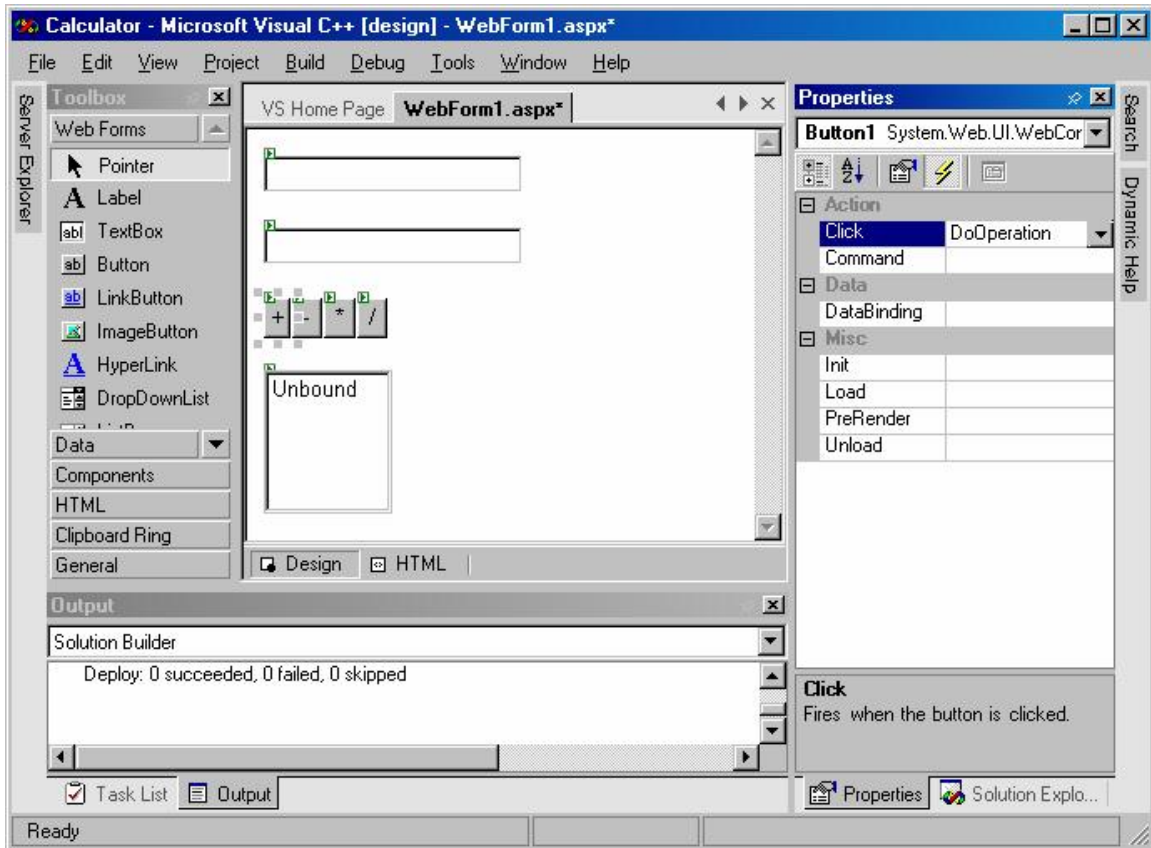 Calculator - Microsoft Visual C++ [design] - WebForm1.aspx*
File Edit View Project Build Debug Tools Window Help
Server Explorer
Toolbox
Web Forms
Pointer
A Label
abl TextBox
ab Button
ab LinkButton
ImageButton
A HyperLink
DropDownList
Data
Components
HTML
Clipboard Ring
General
VS Home Page WebForm1.aspx*
+ - * /
Unbound
Design HTML
Properties
Button1 System.Web.UI.WebCor
Action
Click DoOperation
Command
Data
DataBinding
Misc
Init
Load
PreRender
Unload
Click
Fires when the button is clicked.
Properties Solution Explo...
Search
Dynamic Help
Output
Solution Builder
Deploy: 0 succeeded, 0 failed, 0 skipped
Task List Output
Ready